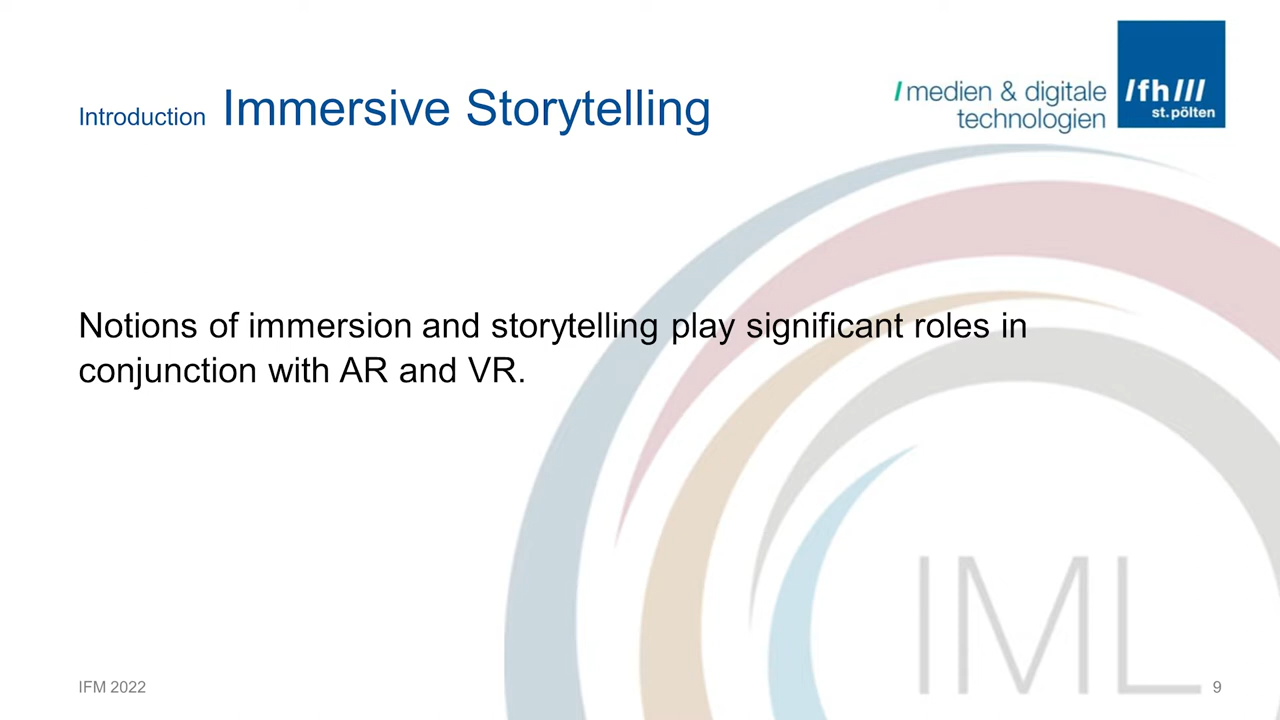 Introduction Immersive Storytelling
/ medien & digitale
technologien
/fh///
st.pölten
Notions of immersion and storytelling play significant roles in
conjunction with AR and VR.
IML
IFM 2022
9